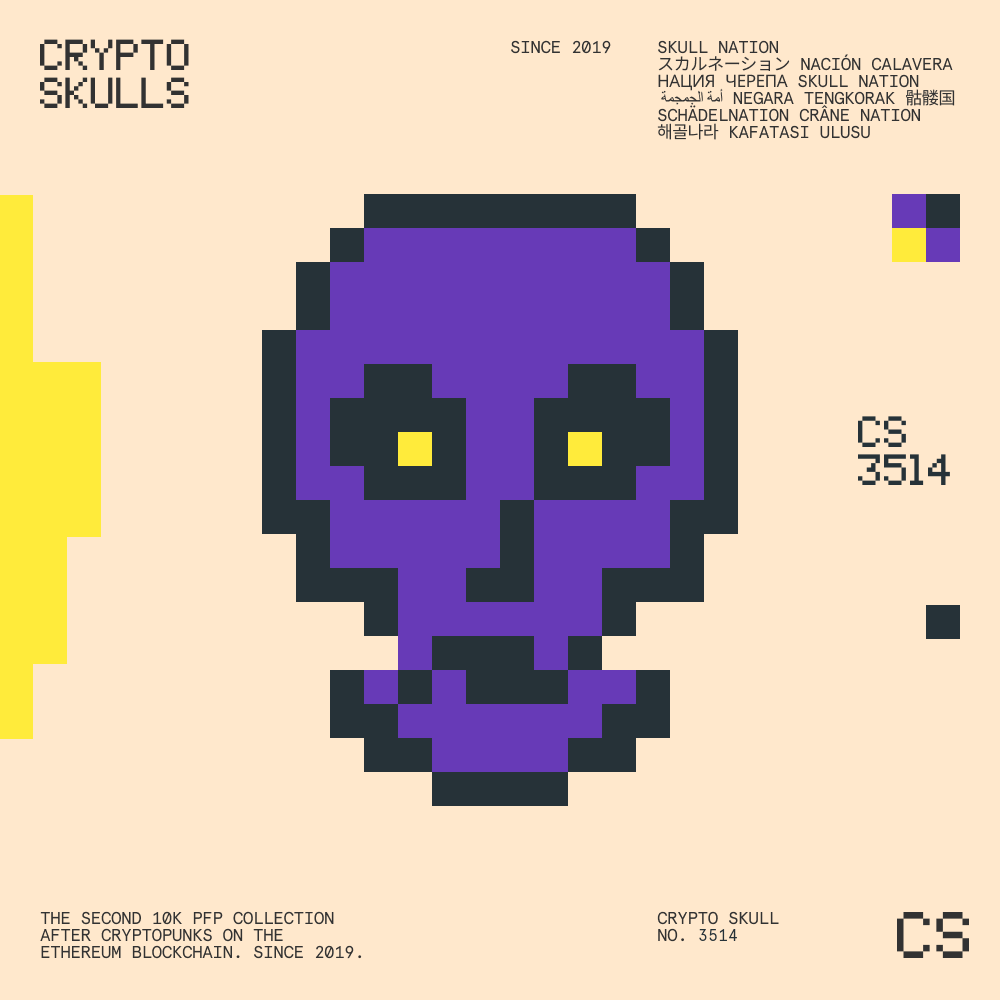 CRYPTO
SKULLS
SINCE 2019
SKULL NATION
スカルネーション NACIÓN CALAVERA
НАЦИЯ ЧЕРЕПА SKULL NATION
أمة الجمجمة NEGARA TENGKORAK 骷髅国
SCHÄDELNATION CRÂNE NATION
해골나라 KAFATASI ULUSU
CS
3514
THE SECOND 10K PFP COLLECTION
AFTER CRYPTOPUNKS ON THE
ETHEREUM BLOCKCHAIN. SINCE 2019.
CRYPTO SKULL
NO. 3514
CS